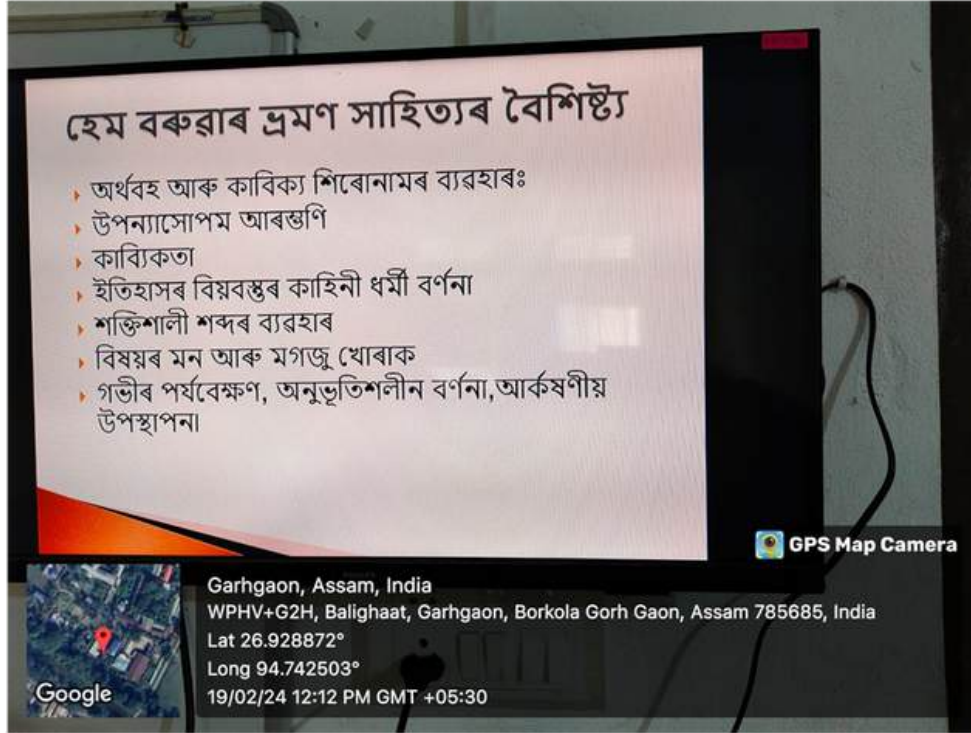 হেম বৰুৱাৰ ভ্ৰমণ সাহিত্যৰ বৈশিষ্ট্য
অৰ্থবহ আৰু কাবিক্য শিৰোনামৰ ব্যৱহাৰঃ
উপন্যাসোপম আৰম্ভণি
কাব্যিকতা
ইতিহাসৰ বিয়বস্তুৰ কাহিনী ধৰ্মী বৰ্ণনা
শক্তিশালী শব্দৰ ব্যৱহাৰ
বিষয়ৰ মন আৰু মগজু খোৰাক
গভীৰ পৰ্যবেক্ষণ, অনুভূতিশলীন বৰ্ণনা,আৰ্কষণীয়
উপস্থাপনা
GPS Map Camera
Garhgaon, Assam, India
WPHV+G2H, Balighaat, Garhgaon, Borkola Gorh Gaon, Assam 785685, India
Lat 26.928872°
Long 94.742503°
19/02/24 12:12 PM GMT +05:30
Google